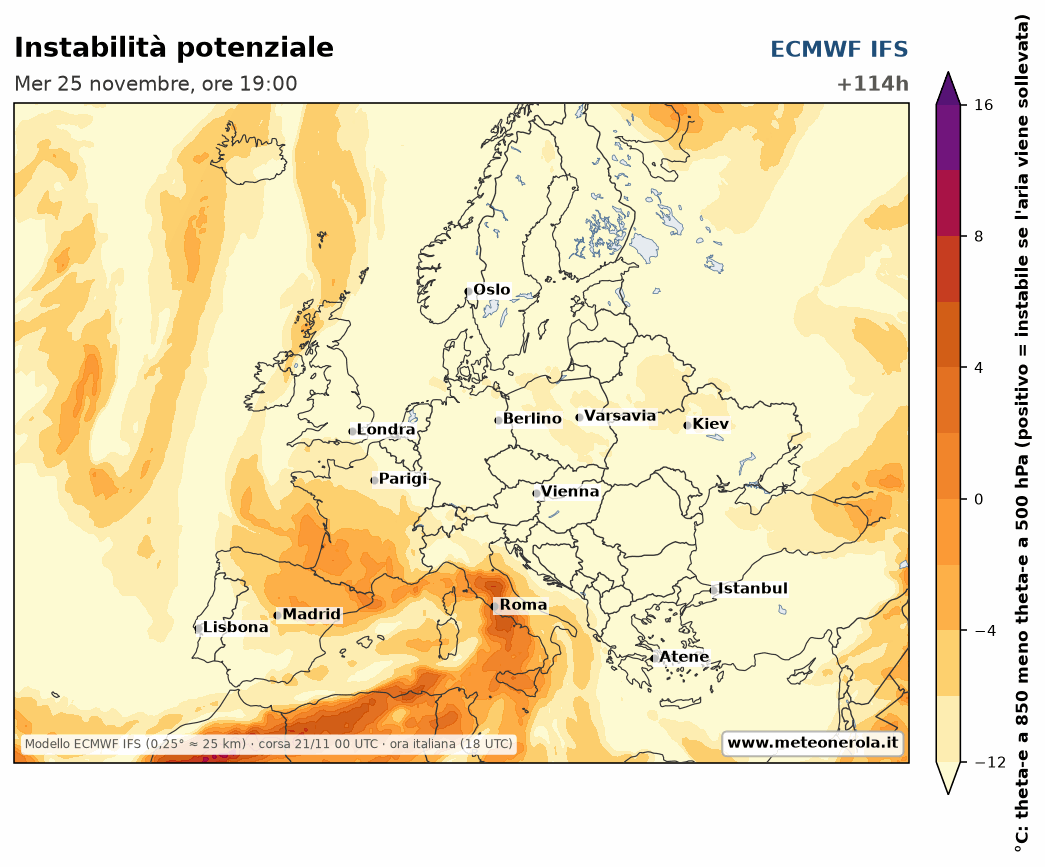 Instabilità potenziale
ECMWF IFS
Mer 25 novembre, ore 19:00
+114h
Oslo
Londra
Berlino
Varsavia
Kiev
Parigi
Vienna
Istanbul
Roma
Madrid
Lisbona
Atene
Modello ECMWF IFS (0,25° ≈ 25 km) · corsa 21/11 00 UTC · ora italiana (18 UTC)
www.meteonerola.it
16
8
4
0
−4
−12
°C: theta-e a 850 meno theta-e a 500 hPa (positivo = instabile se l'aria viene sollevata)